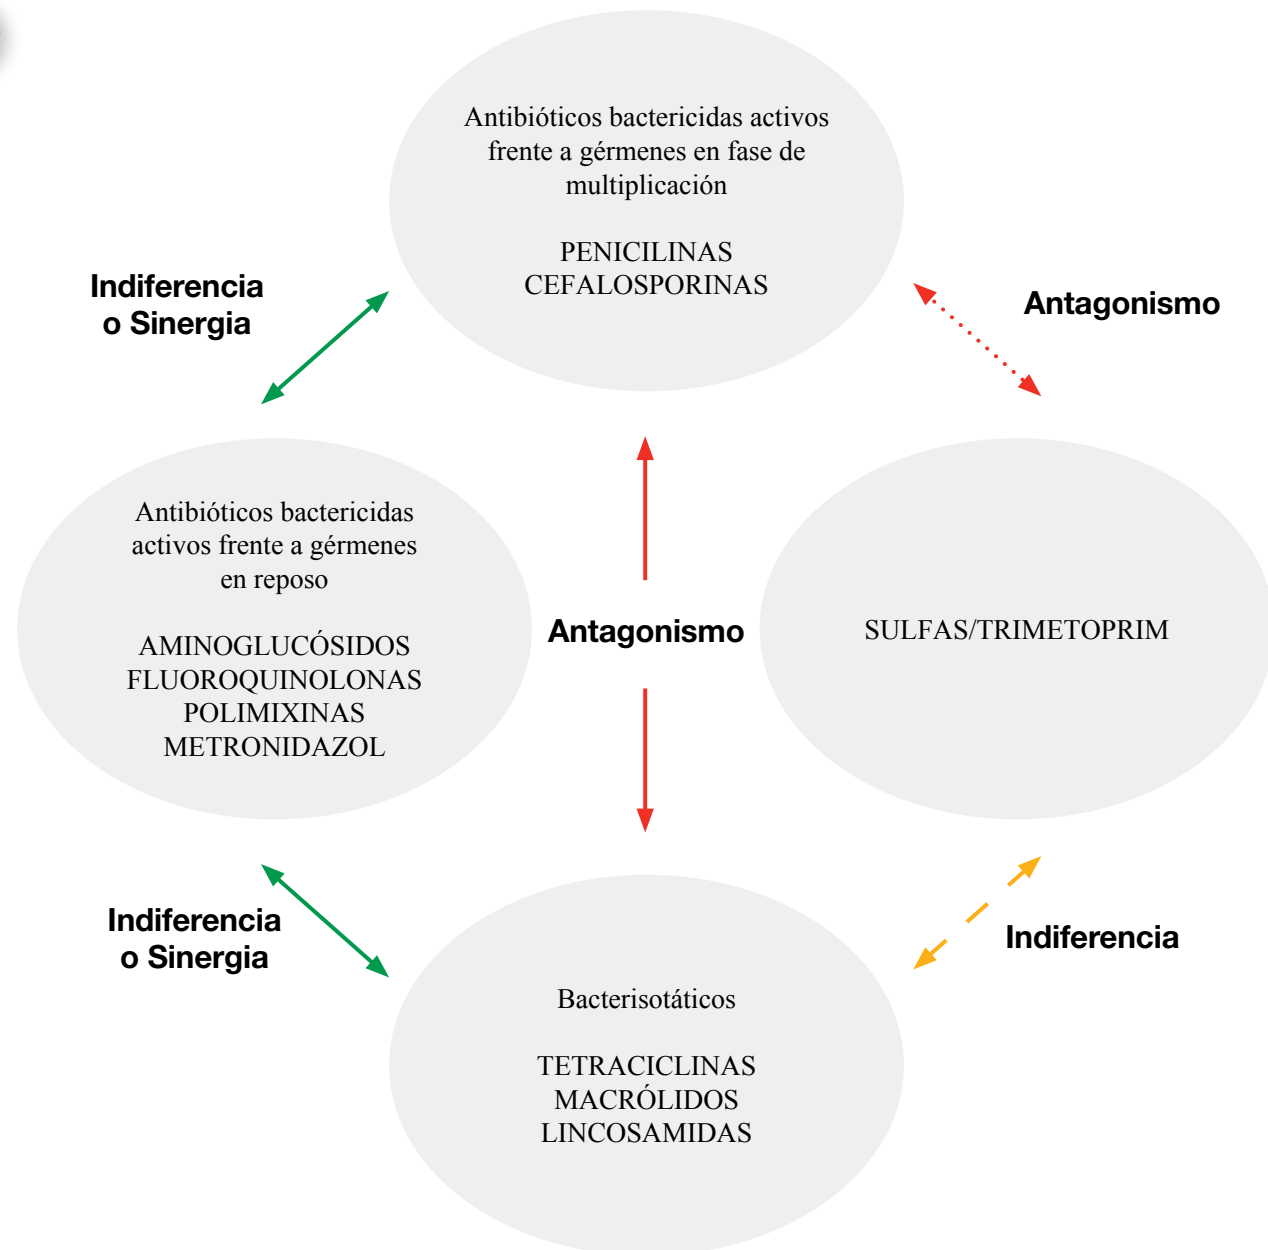 Antibióticos bactericidas activos
frente a gérmenes en fase de
multiplicación
PENICILINAS
CEFALOSPORINAS
Indiferencia
o Sinergia
Antagonismo
Antibióticos bactericidas
activos frente a gérmenes
en reposo
AMINOGLUCÓSIDOS
FLUOROQUINOLONAS
POLIMIXINAS
METRONIDAZOL
Antagonismo
SULFAS/TRIMETOPRIM
Indiferencia
o Sinergia
Indiferencia
Bacterisotáticos
TETRACICLINAS
MACRÓLIDOS
LINCOSAMIDAS